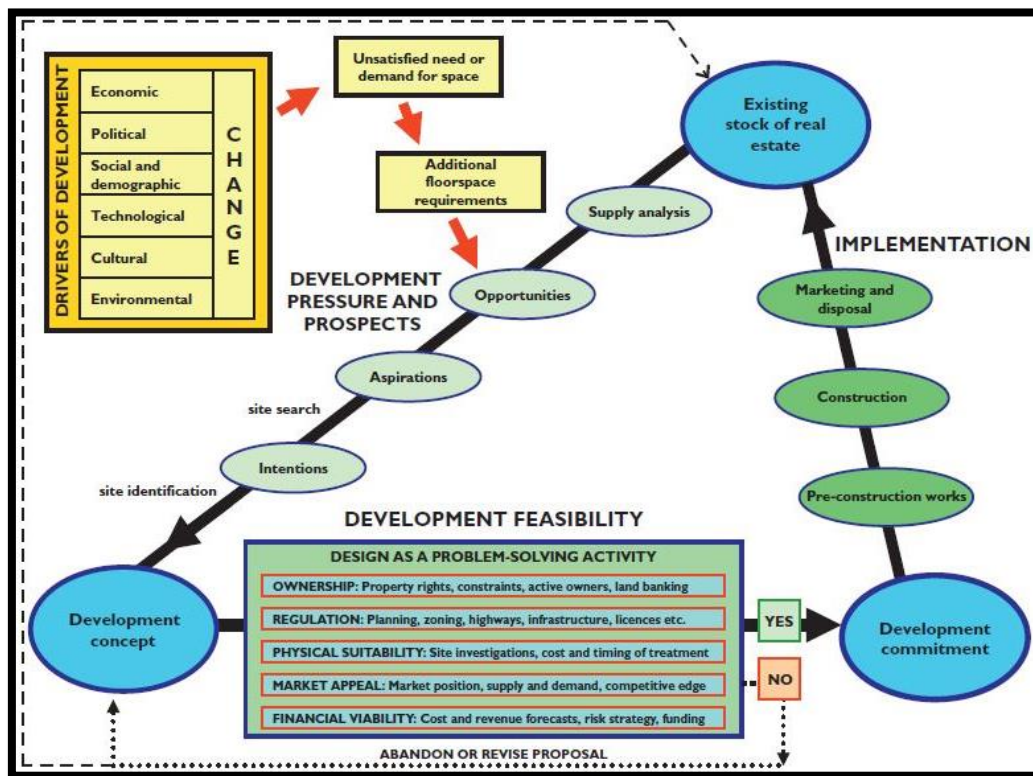 DRIVERS OF DEVELOPMENT
Economic
Political
Social and
demographic
Technological
Cultural
Environmental
CHANGE
Unsatisfied need or
demand for space
Additional
floorspace
requirements
Existing
stock of real
estate
Supply analysis
DEVELOPMENT
PRESSURE AND
PROSPECTS
Opportunities
Aspirations
site search
Intentions
site identification
IMPLEMENTATION
Marketing and
disposal
Construction
Pre-construction works
DEVELOPMENT FEASIBILITY
DESIGN AS A PROBLEM-SOLVING ACTIVITY
OWNERSHIP: Property rights, constraints, active owners, land banking
REGULATION: Planning, zoning, highways, infrastructure, licences etc.
PHYSICAL SUITABILITY: Site investigations, cost and timing of treatment
MARKET APPEAL: Market position, supply and demand, competitive edge
FINANCIAL VIABILITY: Cost and revenue forecasts, risk strategy, funding
Development
concept
YES
NO
Development
commitment
ABANDON OR REVISE PROPOSAL